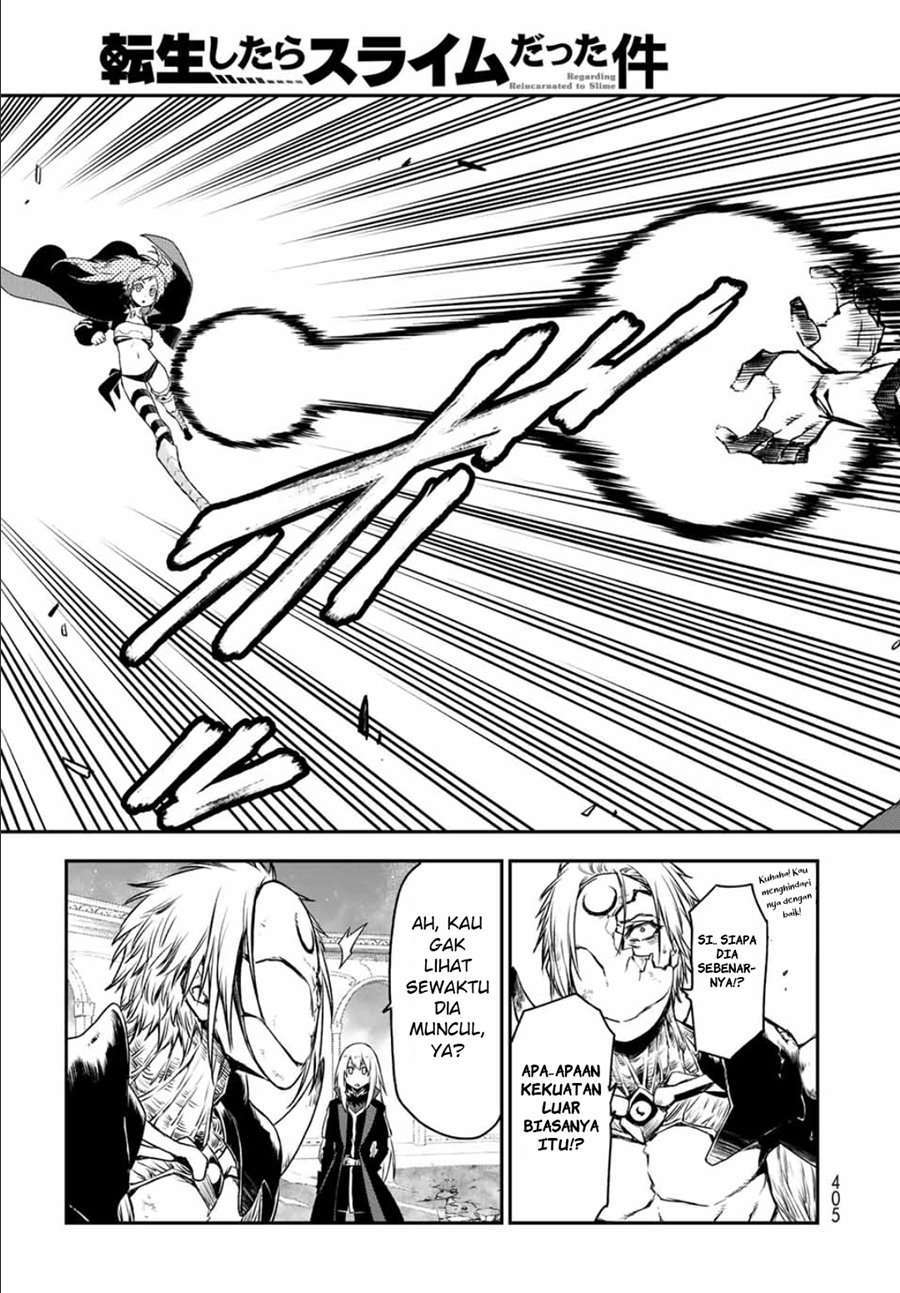 転生したらスライムだった件
Regarding
Reincarnated to Slime
Kuhaha! Kau
menghindari
nya dengan
baik!
SI.. SIAPA
DIA
SEBENAR-
NYA!?
APA-APAAN
KEKUATAN
LUAR
BIASANYA
ITU!?
AH, KAU
GAK
LIHAT
SEWAKTU
DIA
MUNCUL,
YA?
405